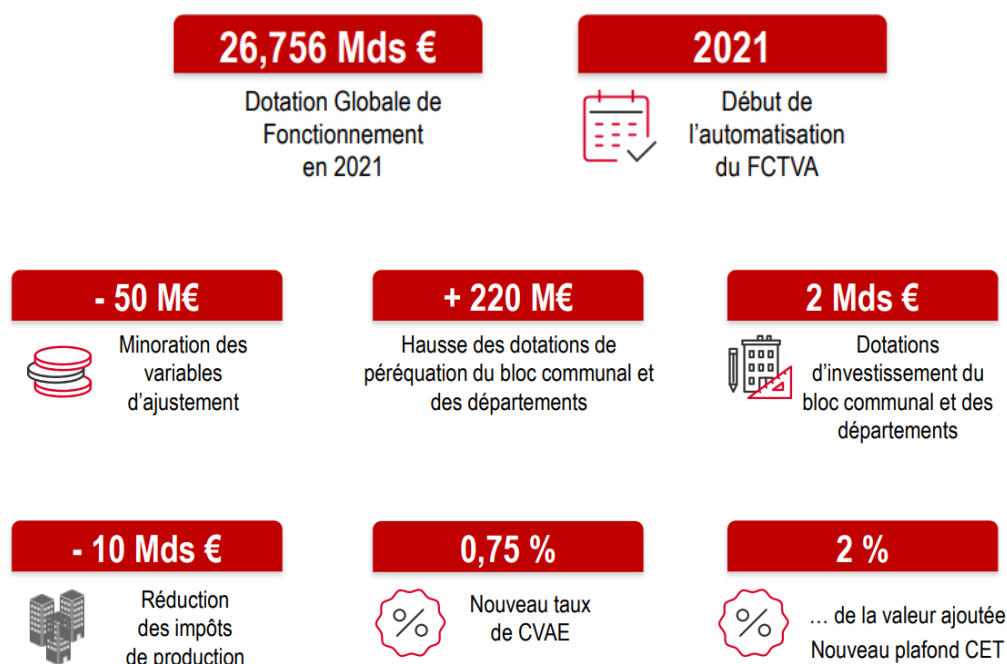 26,756 Mds €
Dotation Globale de
Fonctionnement
en 2021
2021
Début de
l'automatisation
du FCTVA
- 50 M€
Minoration des
variables
d'ajustement
+ 220 M€
Hausse des dotations de
péréquation du bloc communal et
des départements
2 Mds €
Dotations
d'investissement du
bloc communal et des
départements
- 10 Mds €
Réduction
des impôts
de production
0,75 %
Nouveau taux
de CVAE
2 %
… de la valeur ajoutée
Nouveau plafond CET